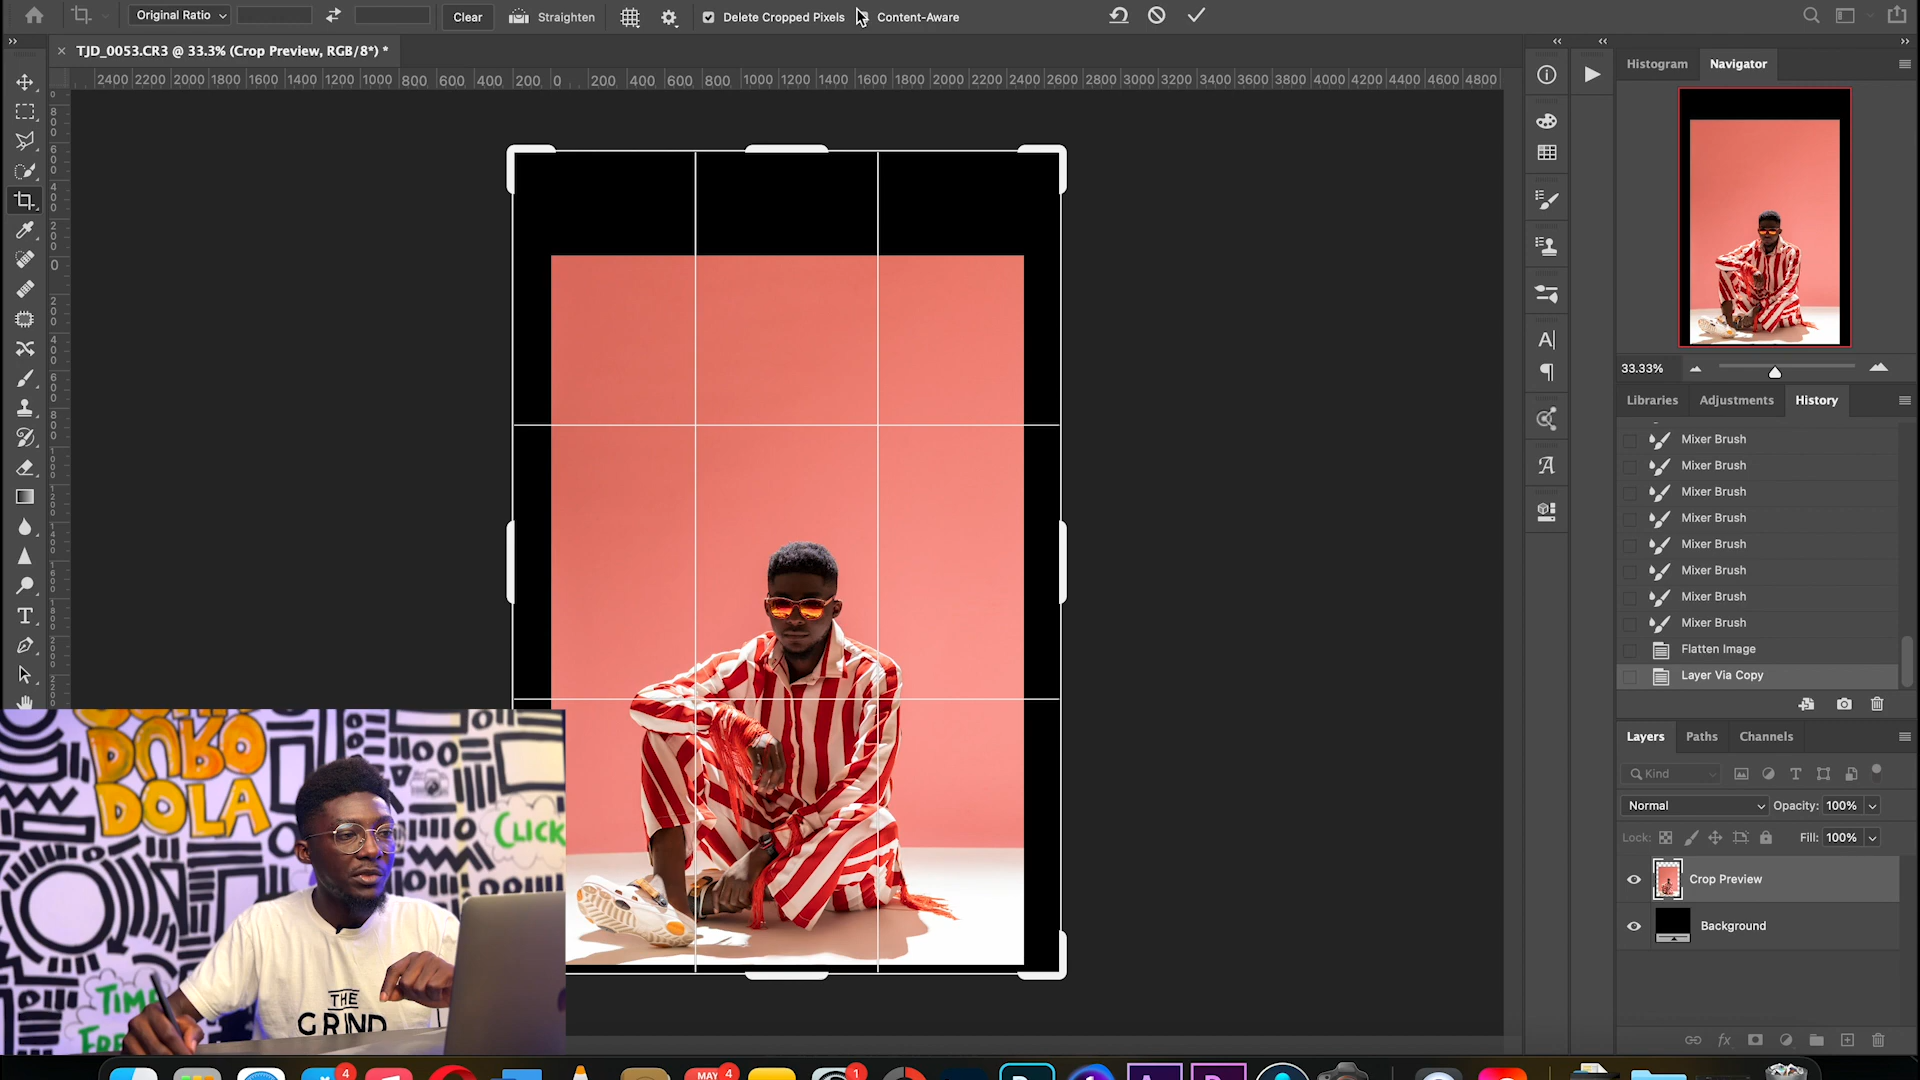 Original Ratio
Clear
Straighten
Delete Cropped Pixels
Content-Aware
TJD_0053.CR3 @ 33.3% (Crop Preview, RGB/8*) *
2400 2200 2000 1800 1600 1400 1200 1000 800 600 400 200 0 200 400 600 800 1000 1200 1400 1600 1800 2000 2200 2400 2600 2800 3000 3200 3400 3600 3800 4000 4200 4400 4600 4800
Histogram
Navigator
33.33%
Libraries
Adjustments
History
Mixer Brush
Mixer Brush
Mixer Brush
Mixer Brush
Mixer Brush
Mixer Brush
Mixer Brush
Mixer Brush
Flatten Image
Layer Via Copy
Layers
Paths
Channels
Kind
Normal
Opacity: 100%
Lock:
Fill: 100%
Crop Preview
Background
DOLA
CLICK
TIME
THE
GRIND
4
MAY
4
1